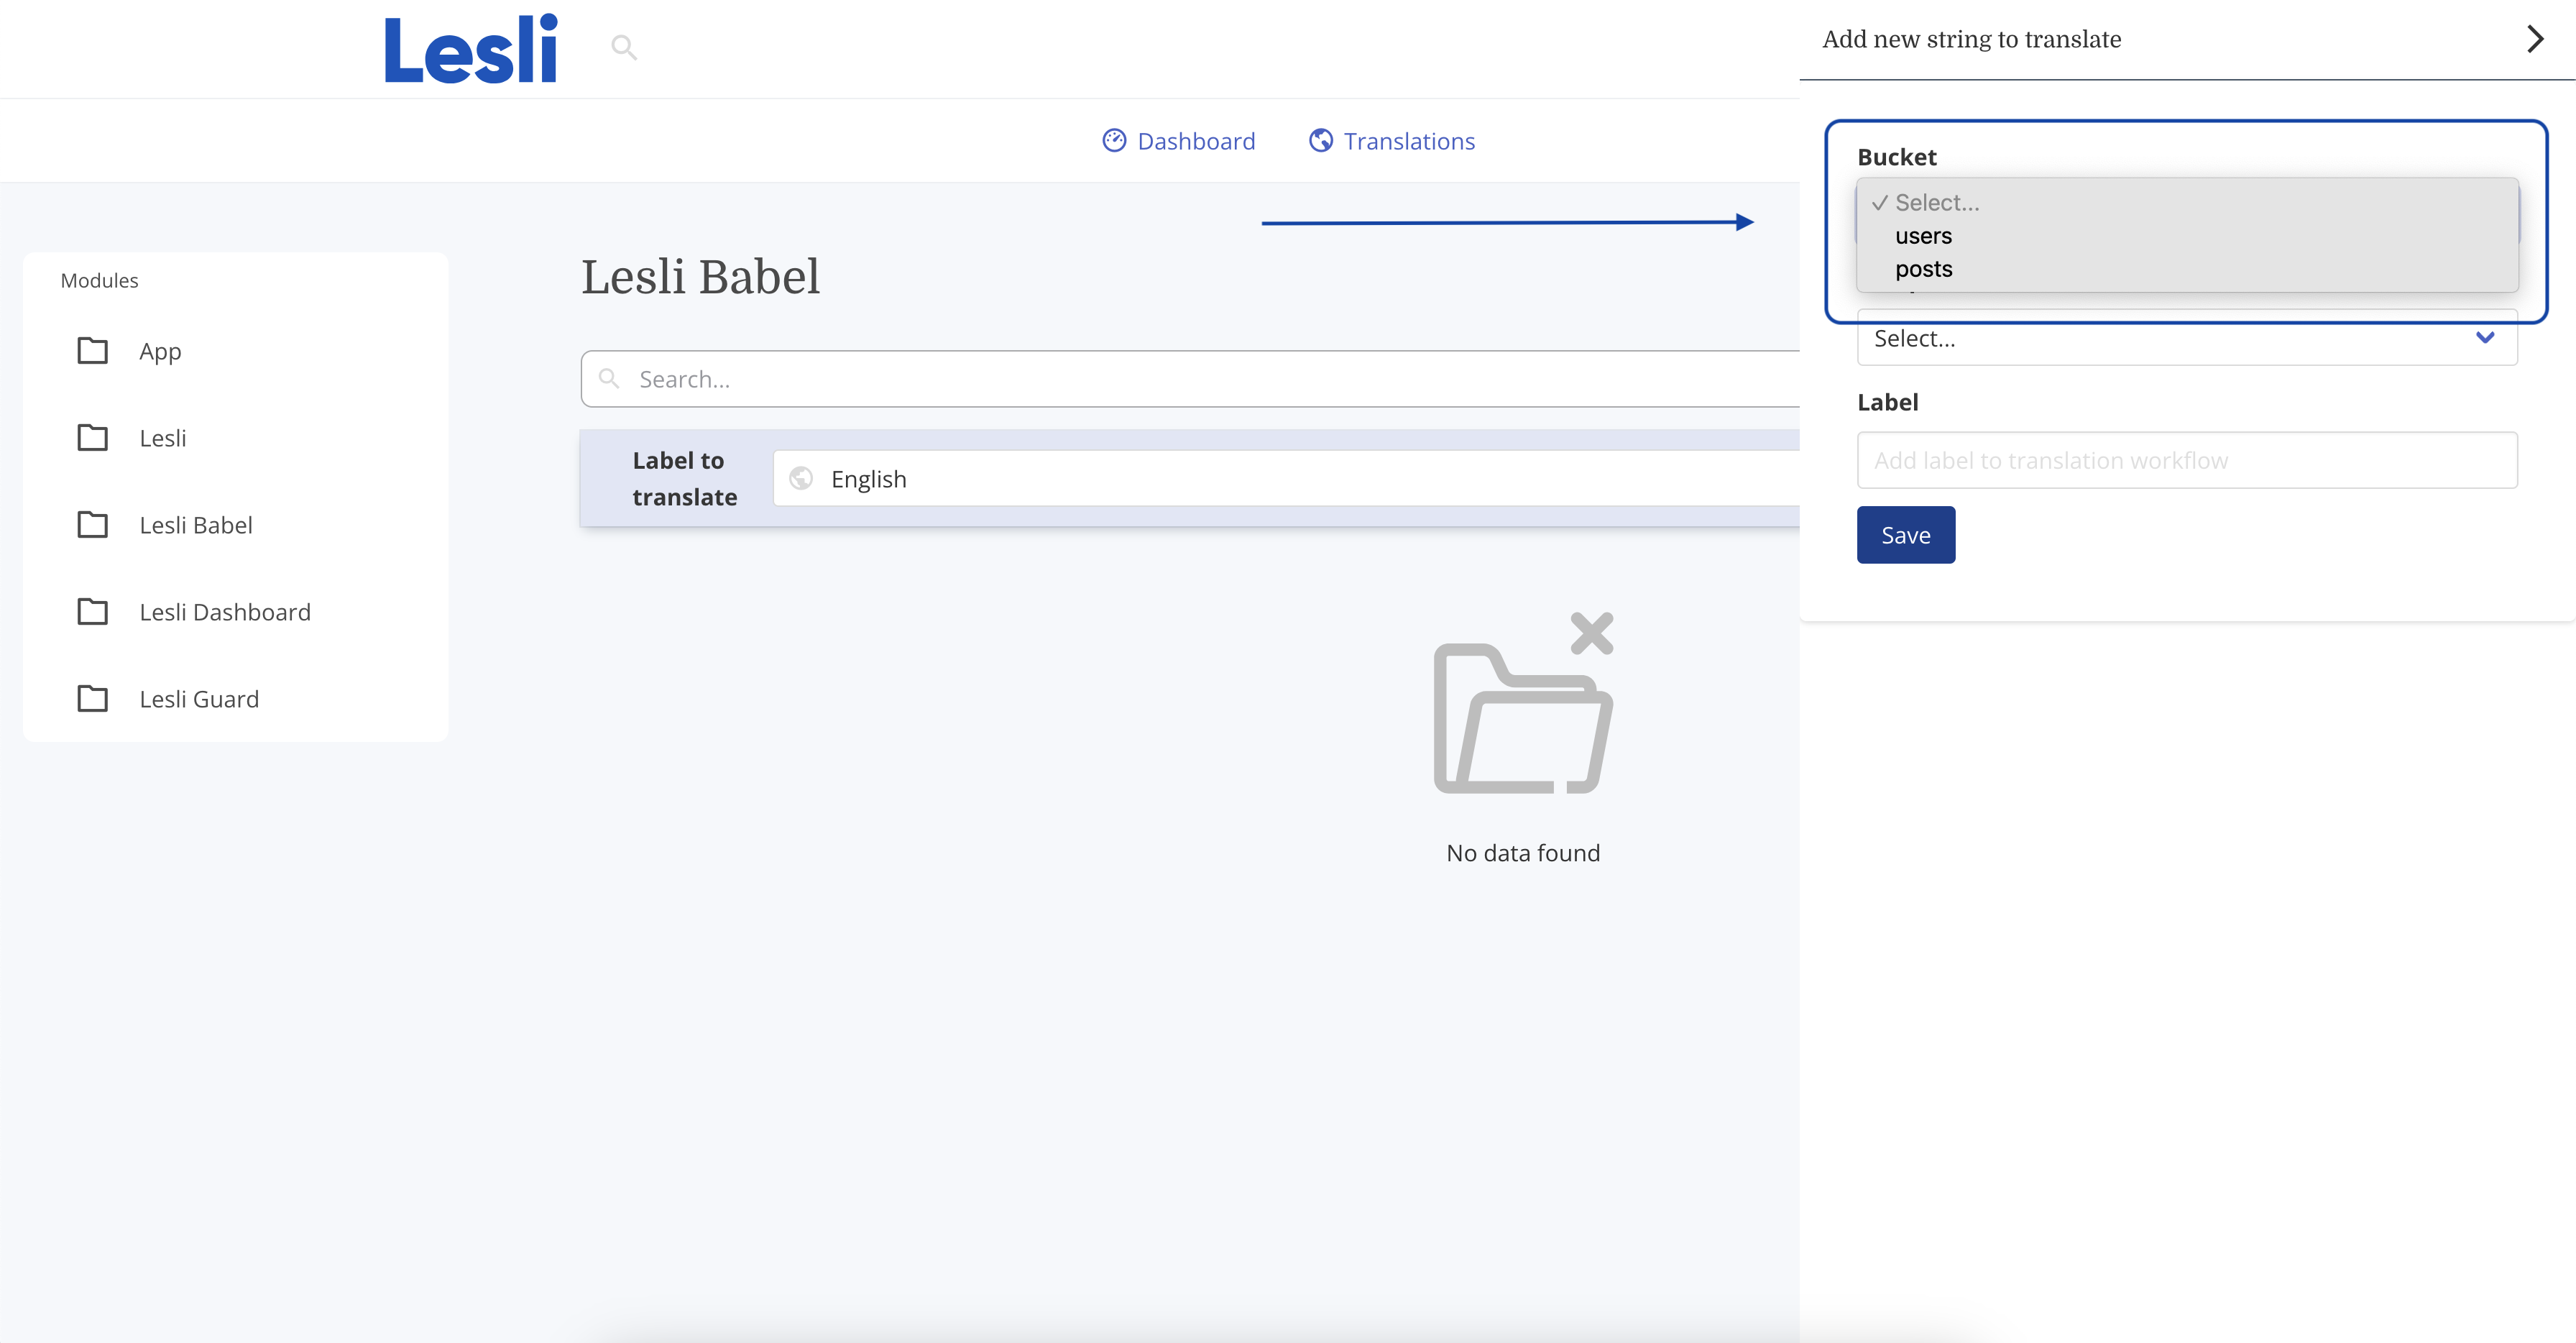 Lesli
Add new string to translate
Dashboard
Translations
Bucket
Select...
users
posts
Select...
Label
Add label to translation workflow
Save
Modules
App
Lesli
Lesli Babel
Lesli Dashboard
Lesli Guard
Lesli Babel
Search...
Label to
translate
English
No data found